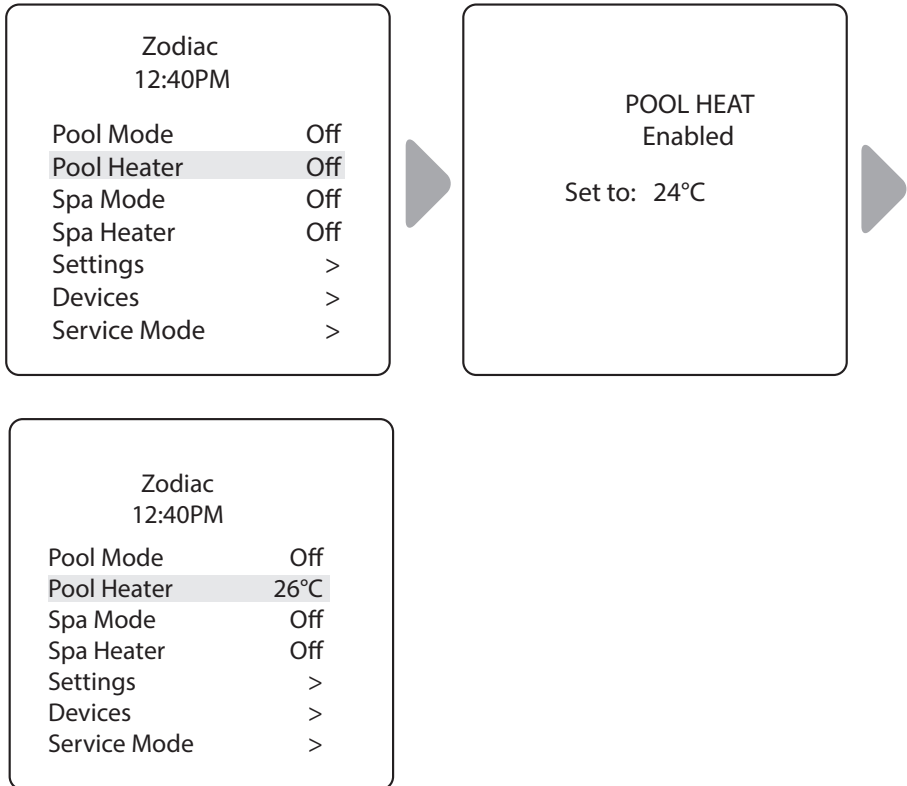 Zodiac
12:40PM
Pool Mode Off
Pool Heater Off
Spa Mode Off
Spa Heater Off
Settings >
Devices >
Service Mode >
POOL HEAT
Enabled
Set to: 24°C
Zodiac
12:40PM
Pool Mode Off
Pool Heater 26°C
Spa Mode Off
Spa Heater Off
Settings >
Devices >
Service Mode >